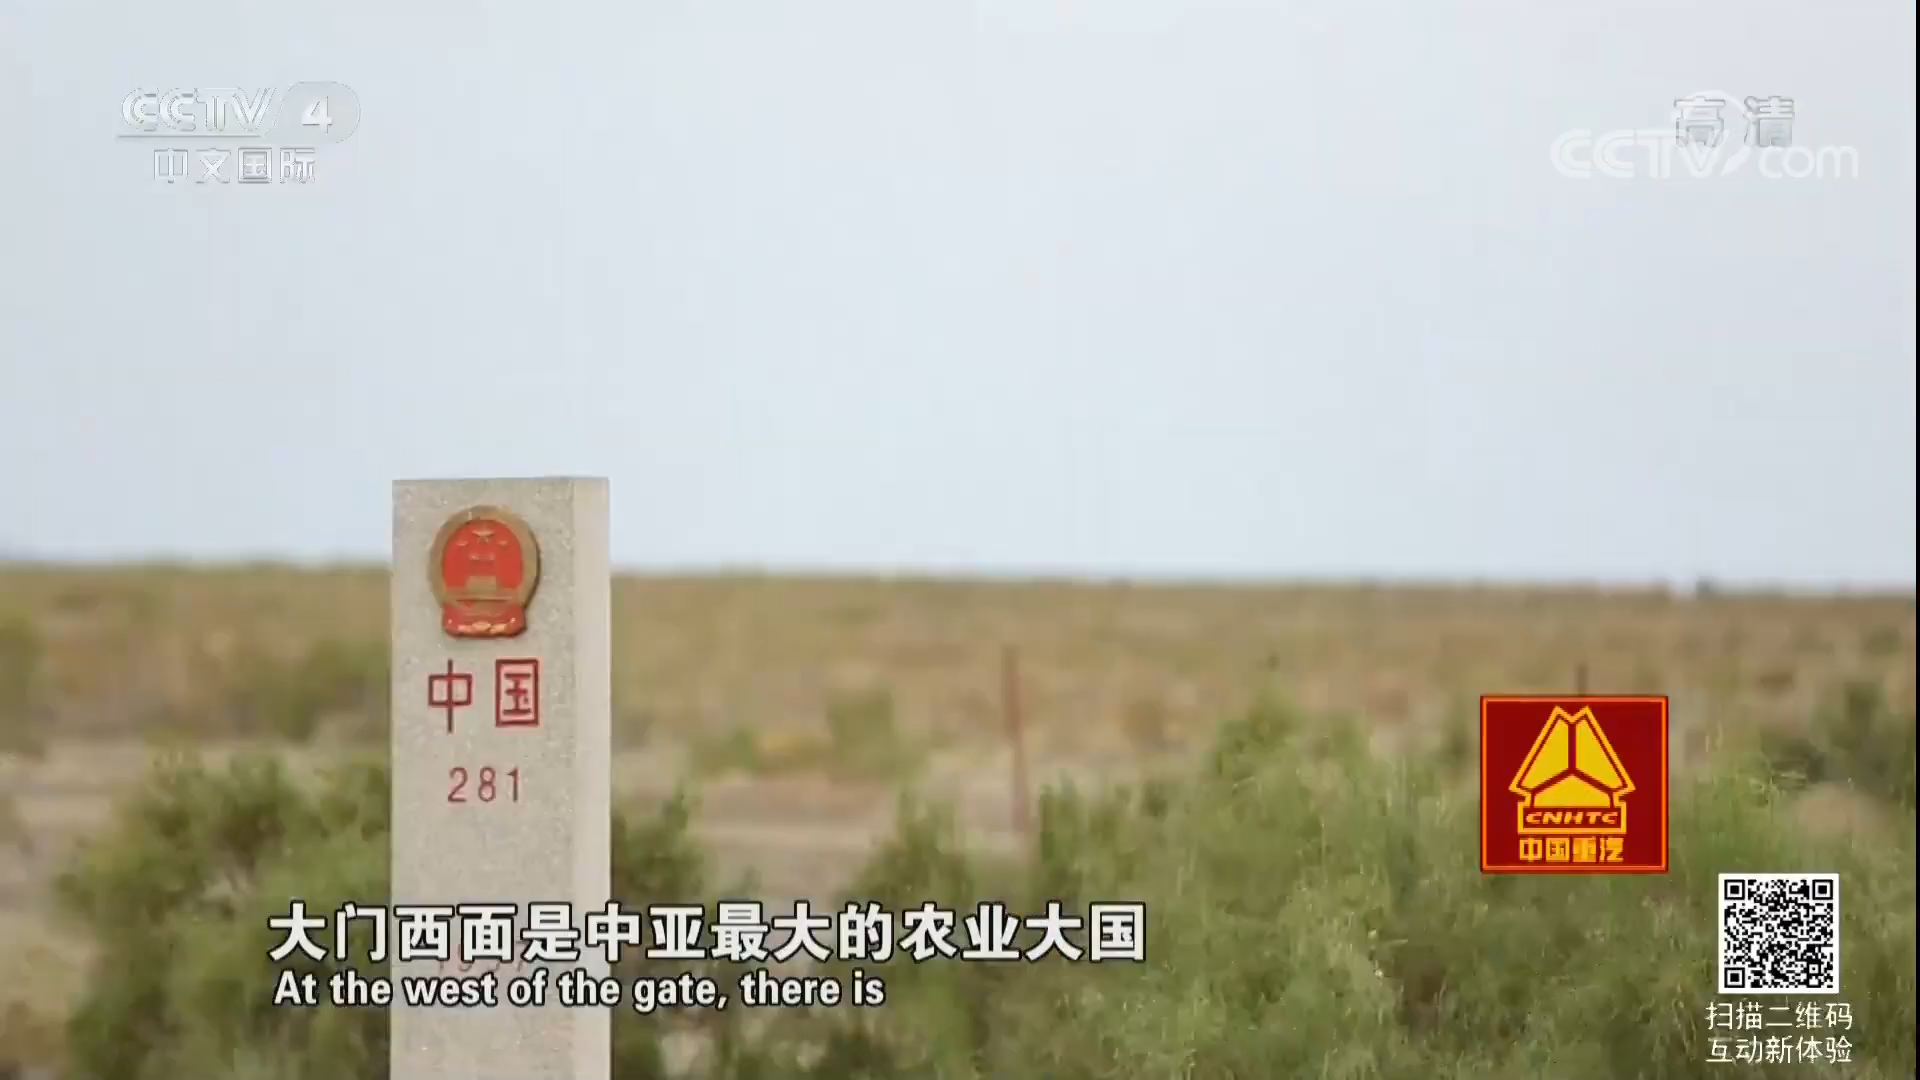 CCTV 4
中文国际
高清
CCTV.com
中国
281
CNHTC
中国重汽
大门西面是中亚最大的农业大国
At the west of the gate, there is
扫描二维码
互动新体验